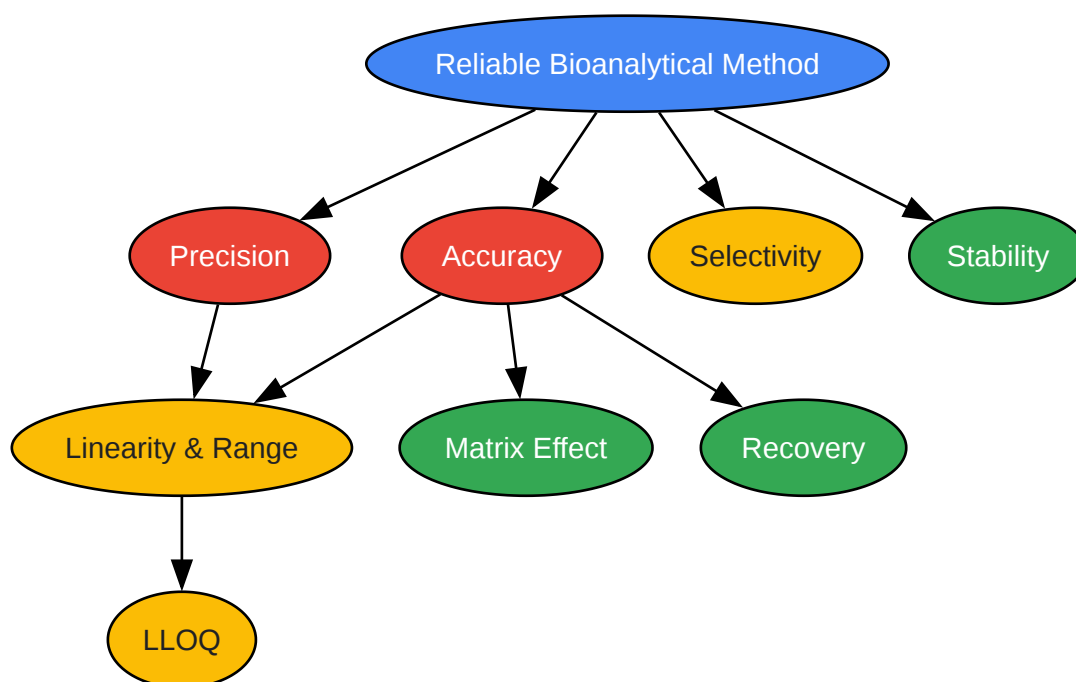 Reliable Bioanalytical Method
Precision
Accuracy
Selectivity
Stability
Linearity & Range
Matrix Effect
Recovery
LLOQ